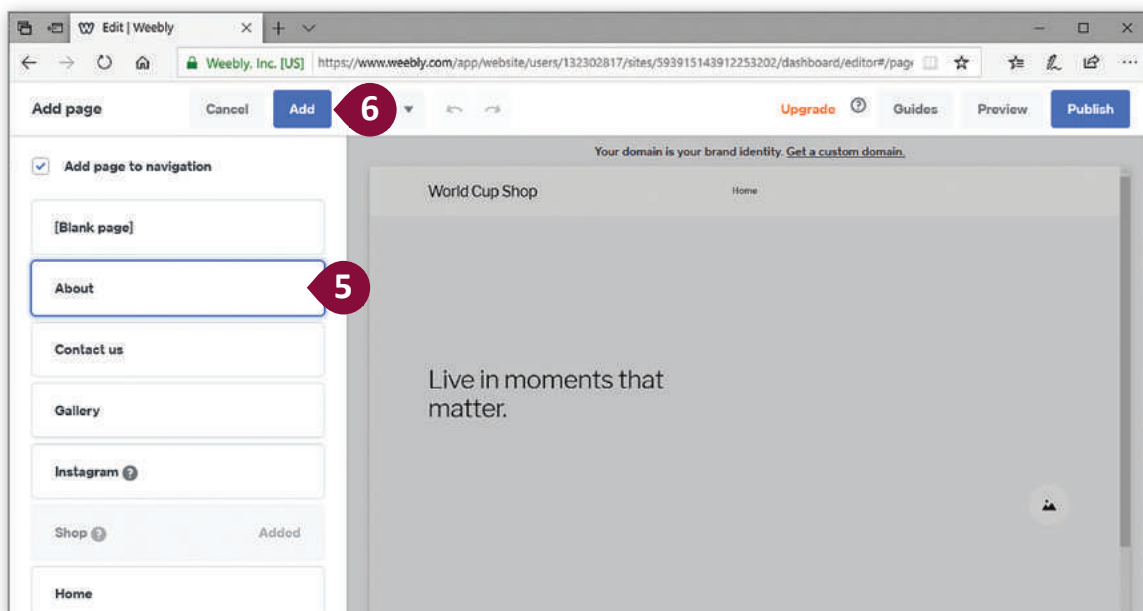 Edit | Weebly
Weebly, Inc. [US] https://www.weebly.com/app/website/users/132302817/sites/593915143912253202/dashboard/editor#/page
Add page Cancel Add 6 Upgrade ? Guides Preview Publish
Your domain is your brand identity. Get a custom domain.
Add page to navigation
World Cup Shop Home
[Blank page]
About 5
Contact us
Live in moments that
matter.
Gallery
Instagram ?
Shop ? Added
Home